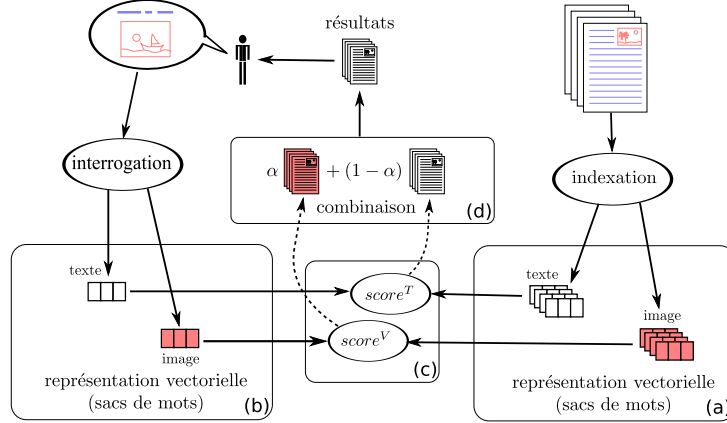 résultats
interrogation
indexation
α + (1 − α)
combinaison
(d)
texte
image
représentation vectorielle
(sacs de mots)
(b)
score^T
score^V
(c)
texte
image
représentation vectorielle
(sacs de mots)
(a)